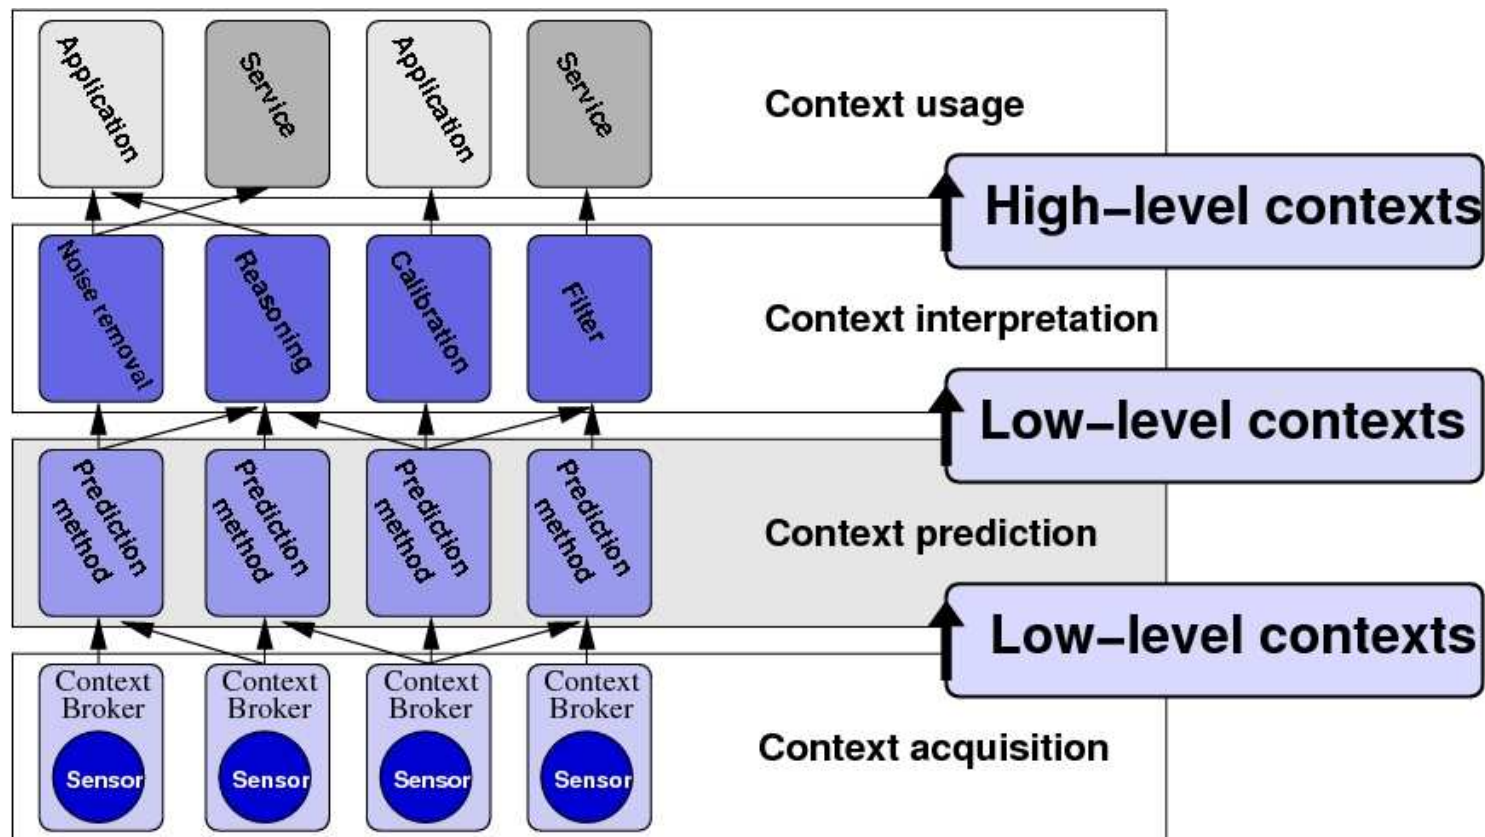 Application
Service
Application
Service
Context usage
High–level contexts
Noise removal
Reasoning
Calibration
Filter
Context interpretation
Low–level contexts
Prediction
method
Prediction
method
Prediction
method
Prediction
method
Context prediction
Low–level contexts
Context
Broker
Sensor
Context
Broker
Sensor
Context
Broker
Sensor
Context
Broker
Sensor
Context acquisition